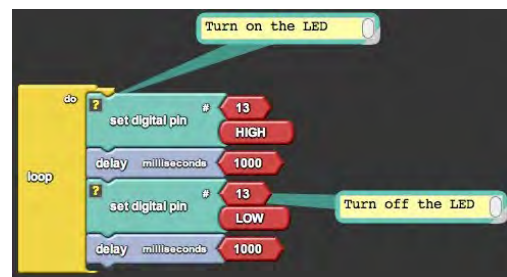 Turn on the LED
do
? set digital pin # 13
HIGH
delay milliseconds 1000
loop
? set digital pin # 13
LOW
Turn off the LED
delay milliseconds 1000